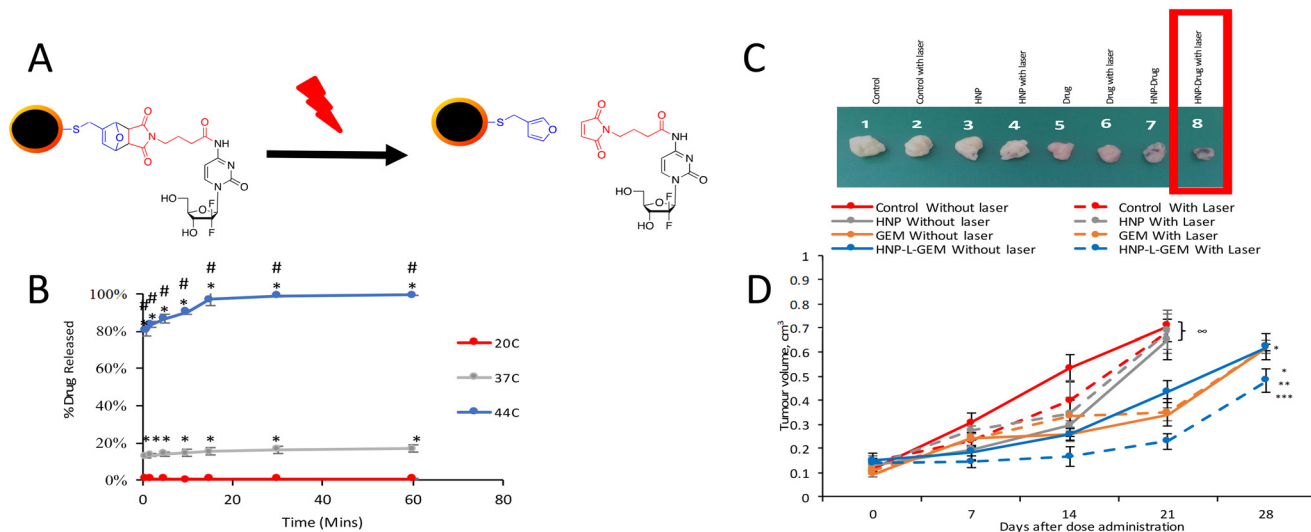 A
S
O
O
N
O
O
NH
N
N
O
HO
O
F
HO
F
S
O
O
N
O
O
NH
N
N
O
HO
O
F
HO
F
B
%Drug Released
100%
80%
60%
40%
20%
0%
# # # # # # #
* * * * * * *
* * * * * * *
20C
37C
44C
0 20 40 60 80
Time (Mins)
C
Control
Control with laser
HNP
HNP with laser
Drug
Drug with laser
HNP-Drug
HNP-Drug with laser
1 2 3 4 5 6 7 8
Control Without laser
Control With Laser
HNP Without laser
HNP With Laser
GEM Without laser
GEM With Laser
HNP-L-GEM Without laser
HNP-L-GEM With Laser
D
Tumour volume, cm3
1
0.9
0.8
0.7
0.6
0.5
0.4
0.3
0.2
0.1
0
∞
*
*
**
***
0 7 14 21 28
Days after dose administration